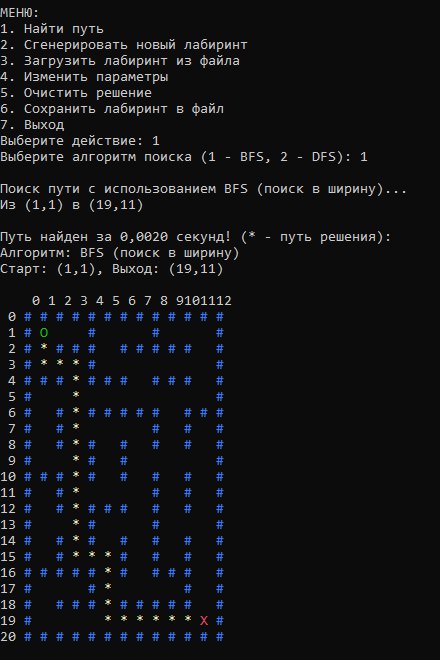 МЕНЮ:
1. Найти путь
2. Сгенерировать новый лабиринт
3. Загрузить лабиринт из файла
4. Изменить параметры
5. Очистить решение
6. Сохранить лабиринт в файл
7. Выход
Выберите действие: 1
Выберите алгоритм поиска (1 - BFS, 2 - DFS): 1
Поиск пути с использованием BFS (поиск в ширину)...
Из (1,1) в (19,11)
Путь найден за 0,0020 секунд! (* - путь решения):
Алгоритм: BFS (поиск в ширину)
Старт: (1,1), Выход: (19,11)
    0 1 2 3 4 5 6 7 8 9101112
 0 # # # # # # # # # # # # #
 1 # O     #       #       #
 2 # * # # #   # # # # #   #
 3 # * * * #               #
 4 # # # * # # #   # # #   #
 5 #     *                 #
 6 #   # * # # # # #   # # #
 7 #   # *         #   #   #
 8 #   # * #   #   #   #   #
 9 #     * #   #           #
10 # # # * #   #   #   #   #
11 #   # *         #   #   #
12 #   # * # # #   #   #   #
13 #     * #       #       #
14 #   # * #   #   #   #   #
15 #   # * * * #   #   #   #
16 # # # # # * #   # # #   #
17 #       # *         #   #
18 #   # # # * # # # # #   #
19 #         * * * * * * X #
20 # # # # # # # # # # # # #